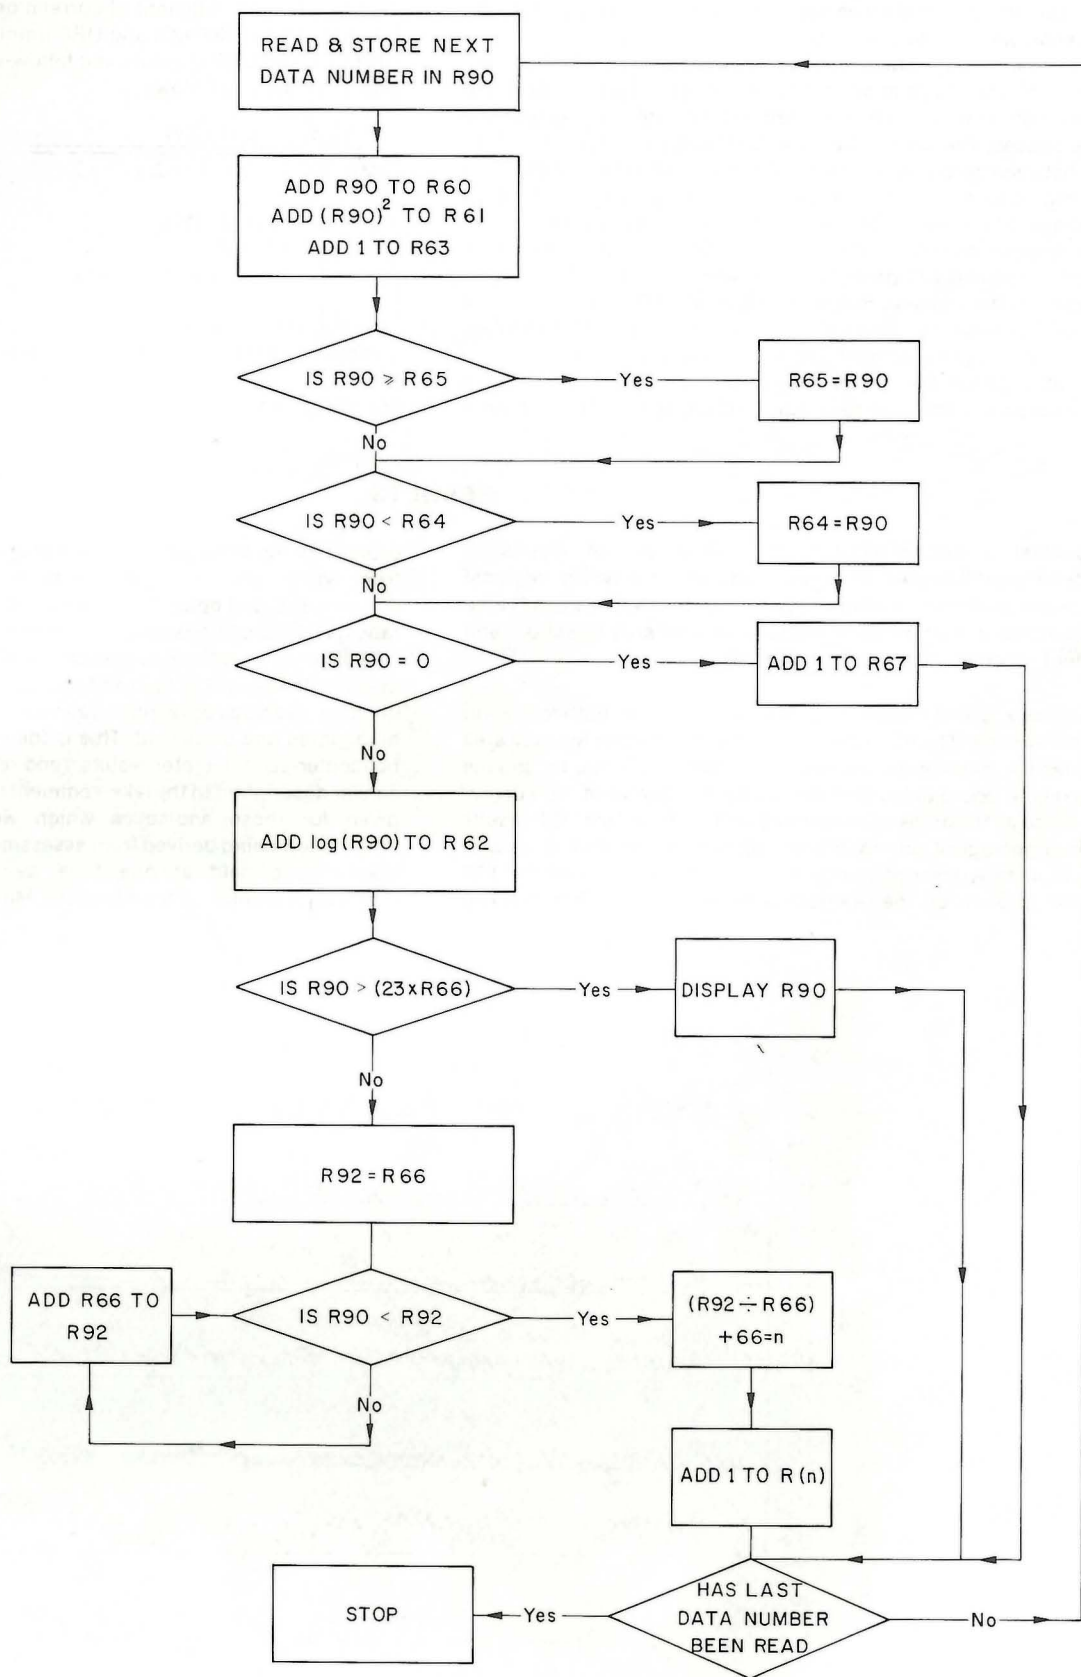 READ & STORE NEXT
DATA NUMBER IN R90
ADD R90 TO R60
ADD (R90)² TO R61
ADD 1 TO R63
IS R90 ⩾ R65
Yes
R65 = R90
No
IS R90 < R64
Yes
R64 = R90
No
IS R90 = 0
Yes
ADD 1 TO R67
No
ADD log(R90) TO R62
IS R90 > (23xR66)
Yes
DISPLAY R90
No
R92 = R66
ADD R66 TO
R92
IS R90 < R92
Yes
(R92 ÷ R66)
+66=n
No
ADD 1 TO R(n)
HAS LAST
DATA NUMBER
BEEN READ
Yes
STOP
No